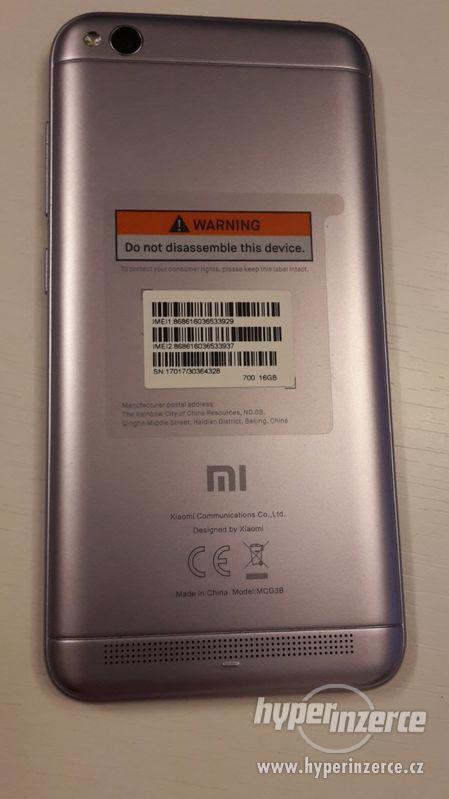 WARNING
Do not disassemble this device.
To protect your consumer rights, please keep this label intact.
IMEI1:868616036533929
IMEI2:868616036533937
SN:17017/30364328
700 16GB
Manufacturer postal address:
The Rainbow City of China Resources, NO.68,
Qinghe Middle Street, Haidian District, Beijing, China
mi
Xiaomi Communications Co.,Ltd.
Designed by Xiaomi
CE
Made in China Model:MCG3B
hyperinzerce
www.hyperinzerce.cz